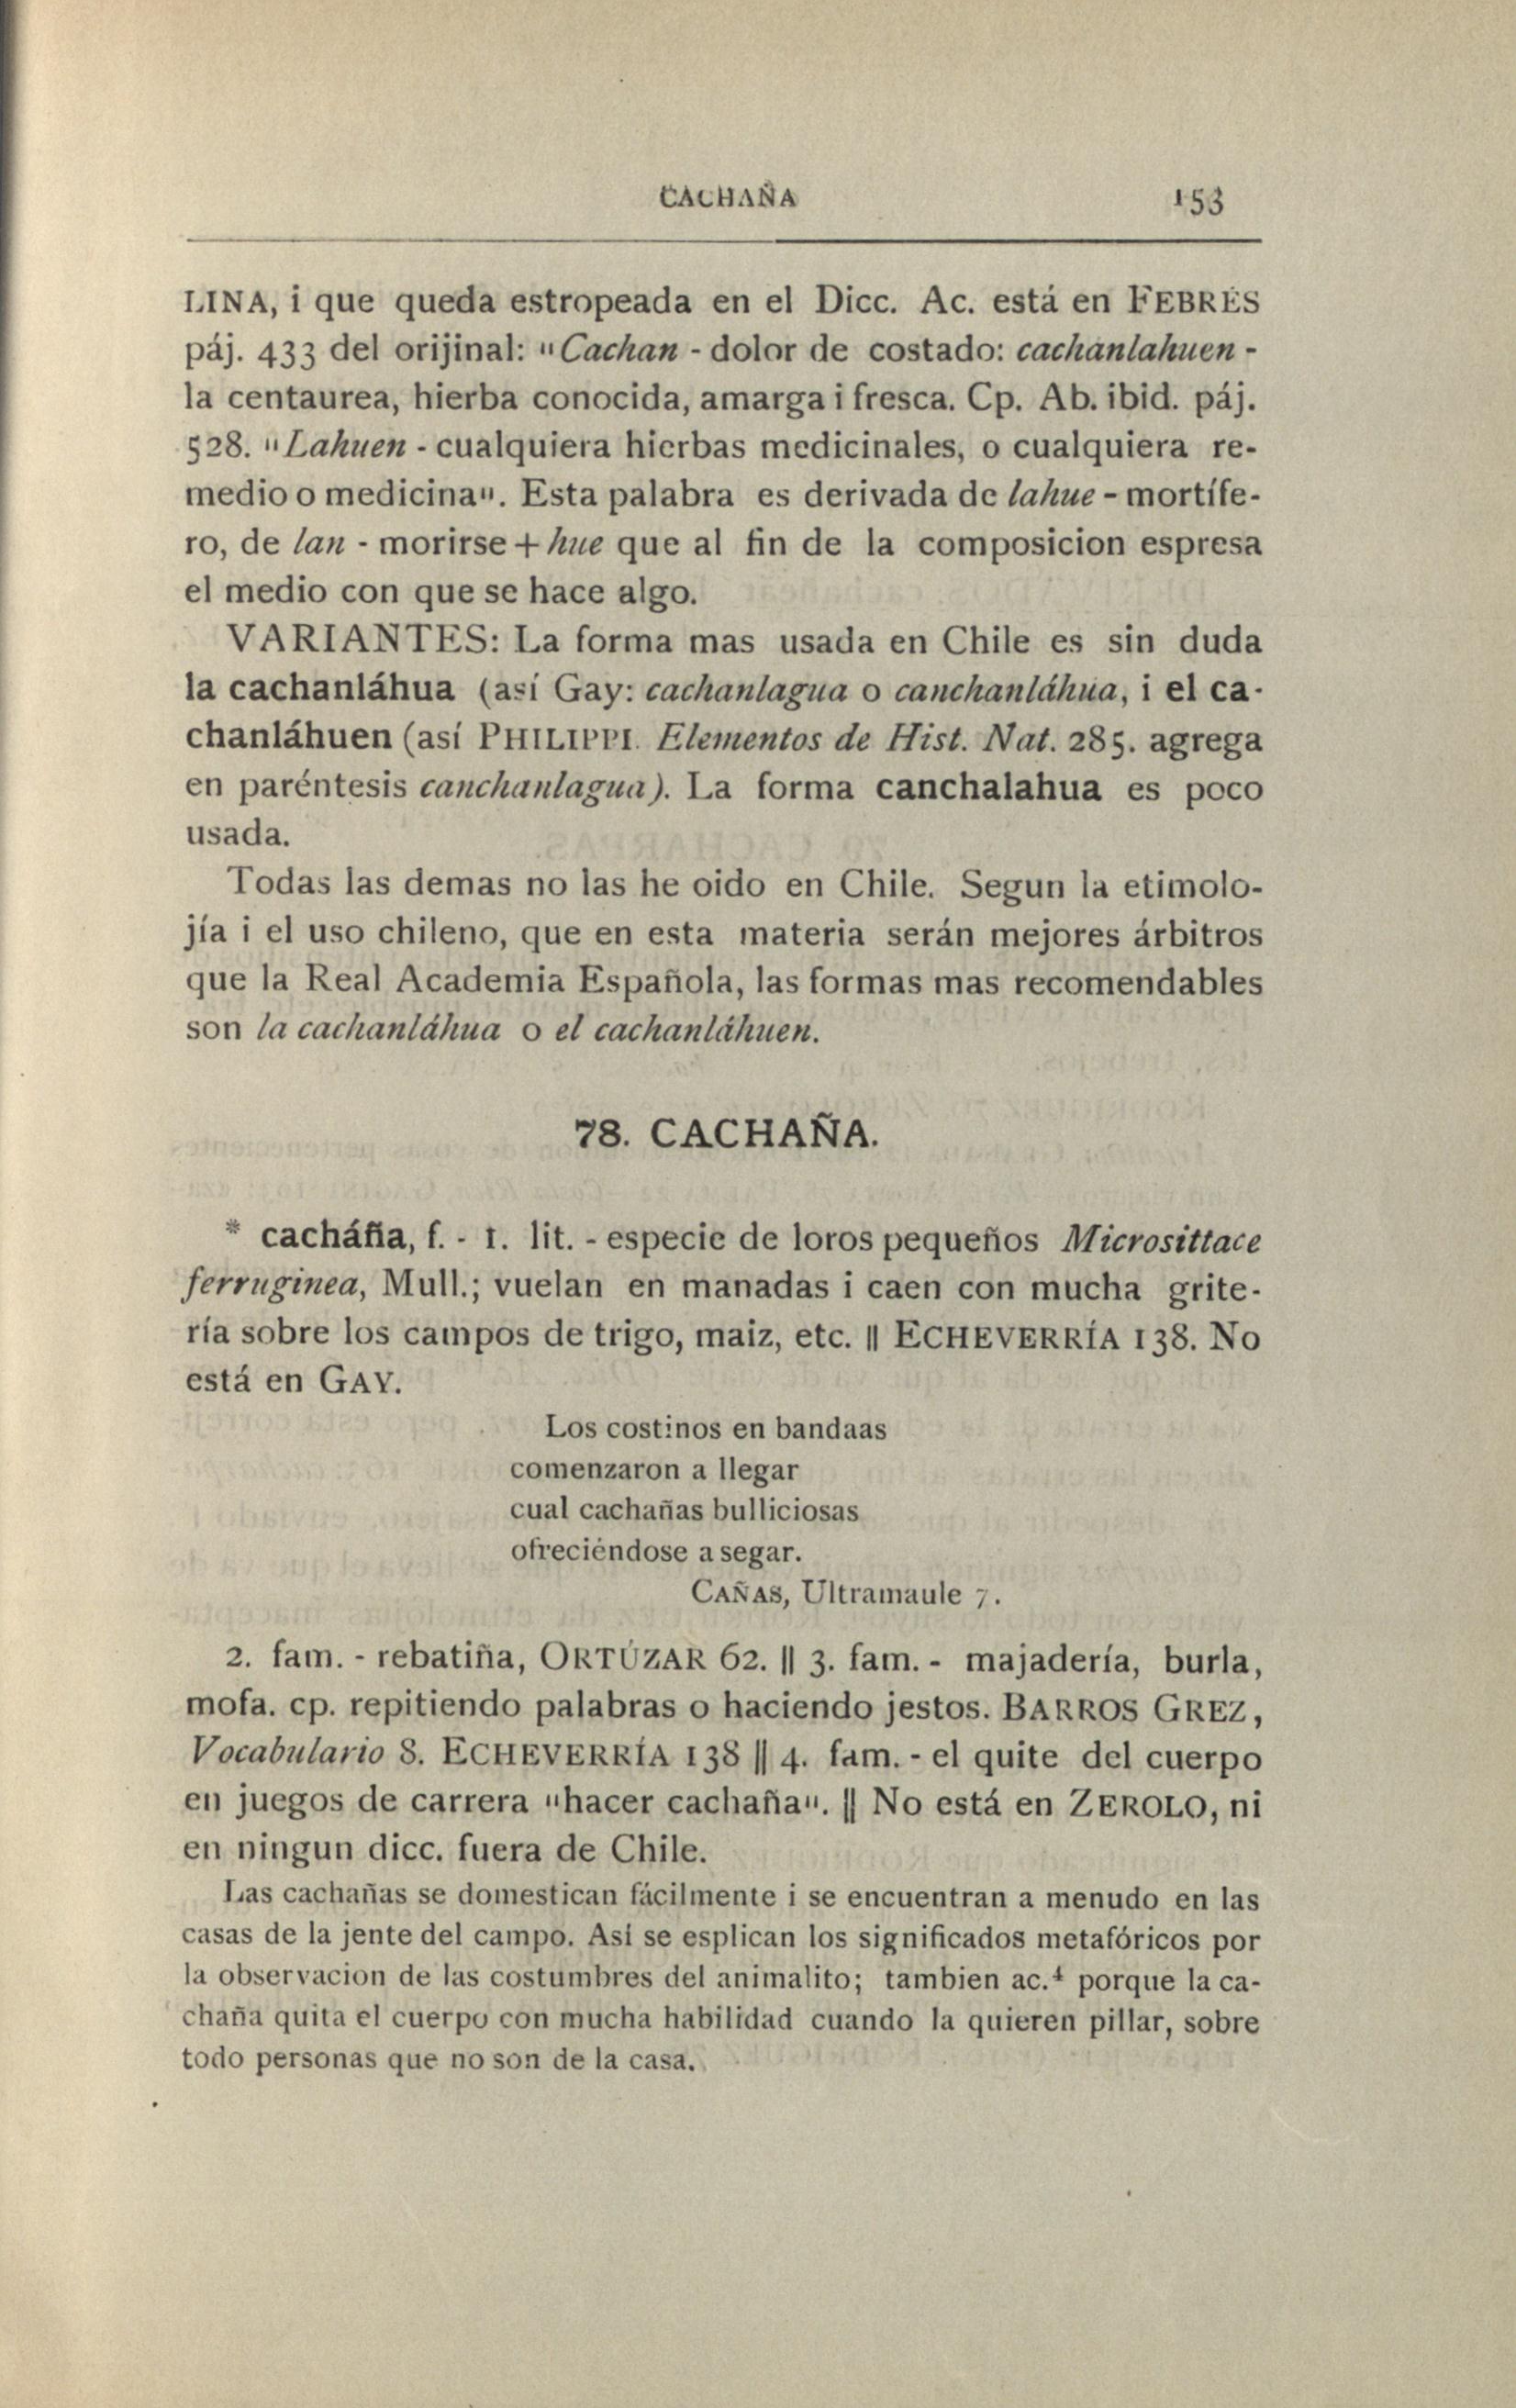 CACHAÑA 153
LINA, i que queda estropeada en el Dicc. Ac. está en FEBRÉS
páj. 433 del orijinal: "Cachan - dolor de costado: cachanlahuen -
la centaurea, hierba conocida, amarga i fresca. Cp. Ab. ibid. páj.
528. "Lahuen - cualquiera hierbas medicinales, o cualquiera re-
medio o medicina". Esta palabra es derivada de lahue - mortífe-
ro, de lan - morirse + hue que al fin de la composicion espresa
el medio con que se hace algo.
VARIANTES: La forma mas usada en Chile es sin duda
la cachanláhua (así Gay: cachanlagua o canchanláhua, i el ca-
chanláhuen (así PHILIPPI. Elementos de Hist. Nat. 285. agrega
en paréntesis canchanlagua). La forma canchalahua es poco
usada.
Todas las demas no las he oido en Chile. Segun la etimolo-
jía i el uso chileno, que en esta materia serán mejores árbitros
que la Real Academia Española, las formas mas recomendables
son la cachanláhua o el cachanláhuen.
78. CACHAÑA.
* cacháña, f. - 1. lit. - especie de loros pequeños Microsittace
ferruginea, Mull.; vuelan en manadas i caen con mucha grite-
ría sobre los campos de trigo, maiz, etc. || ECHEVERRÍA 138. No
está en GAY.
Los costinos en bandaas
comenzaron a llegar
cual cachañas bulliciosas
ofreciéndose a segar.
CAÑAS, Ultramaule 7.
2. fam. - rebatiña, ORTÚZAR 62. || 3. fam. - majadería, burla,
mofa. cp. repitiendo palabras o haciendo jestos. BARROS GREZ,
Vocabulario 8. ECHEVERRÍA 138 || 4. fam. - el quite del cuerpo
en juegos de carrera "hacer cachaña". || No está en ZEROLO, ni
en ningun dicc. fuera de Chile.
Las cachañas se domestican fácilmente i se encuentran a menudo en las
casas de la jente del campo. Así se esplican los significados metafóricos por
la observacion de las costumbres del animalito; tambien ac.⁴ porque la ca-
chaña quita el cuerpo con mucha habilidad cuando la quieren pillar, sobre
todo personas que no son de la casa.